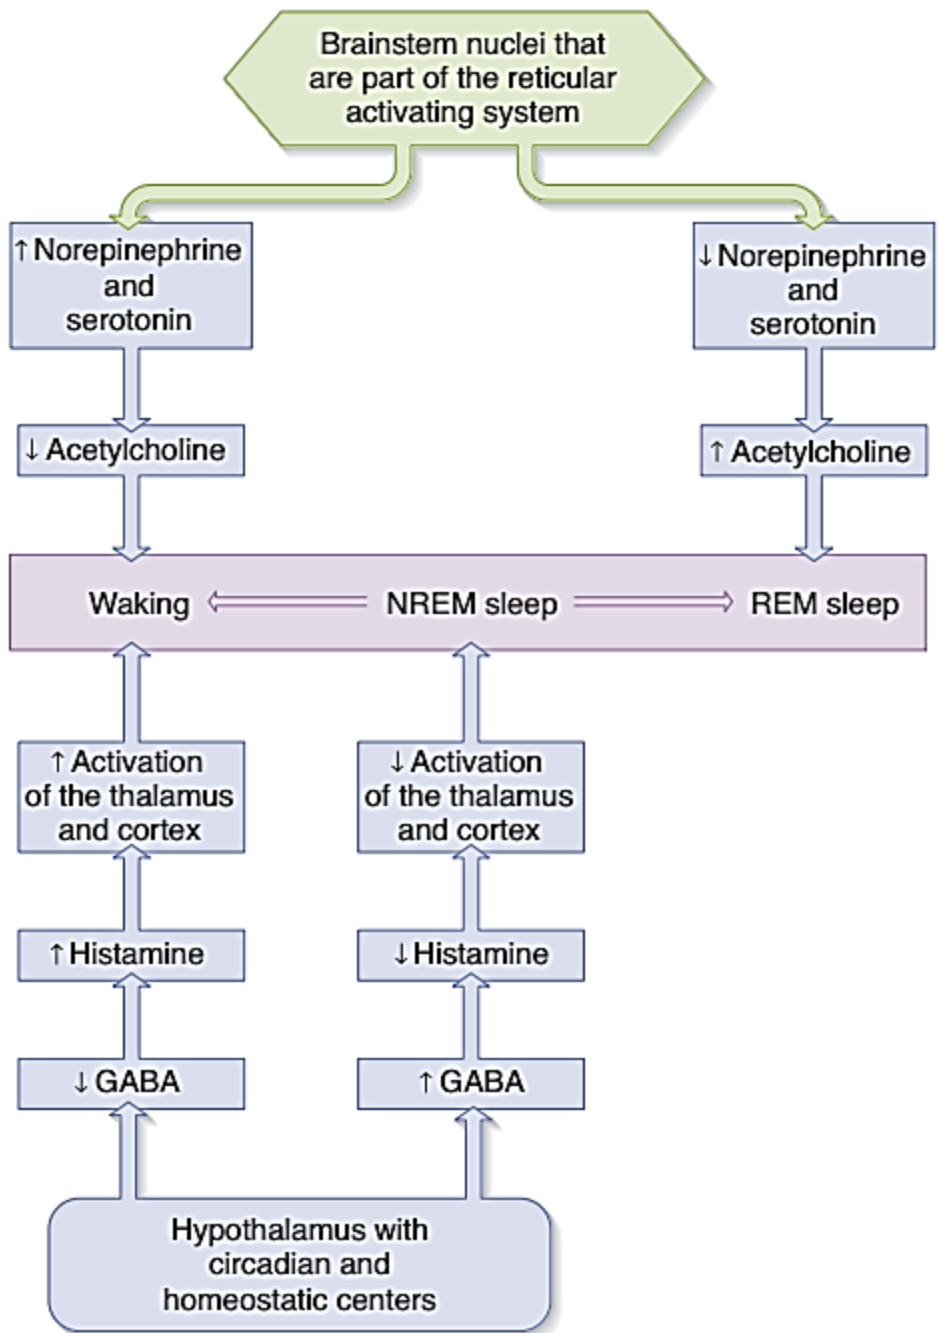 Brainstem nuclei that
are part of the reticular
activating system
↑Norepinephrine
and
serotonin
↓Norepinephrine
and
serotonin
↓Acetylcholine
↑Acetylcholine
Waking
NREM sleep
REM sleep
↑Activation
of the thalamus
and cortex
↓Activation
of the thalamus
and cortex
↑Histamine
↓Histamine
↓GABA
↑GABA
Hypothalamus with
circadian and
homeostatic centers